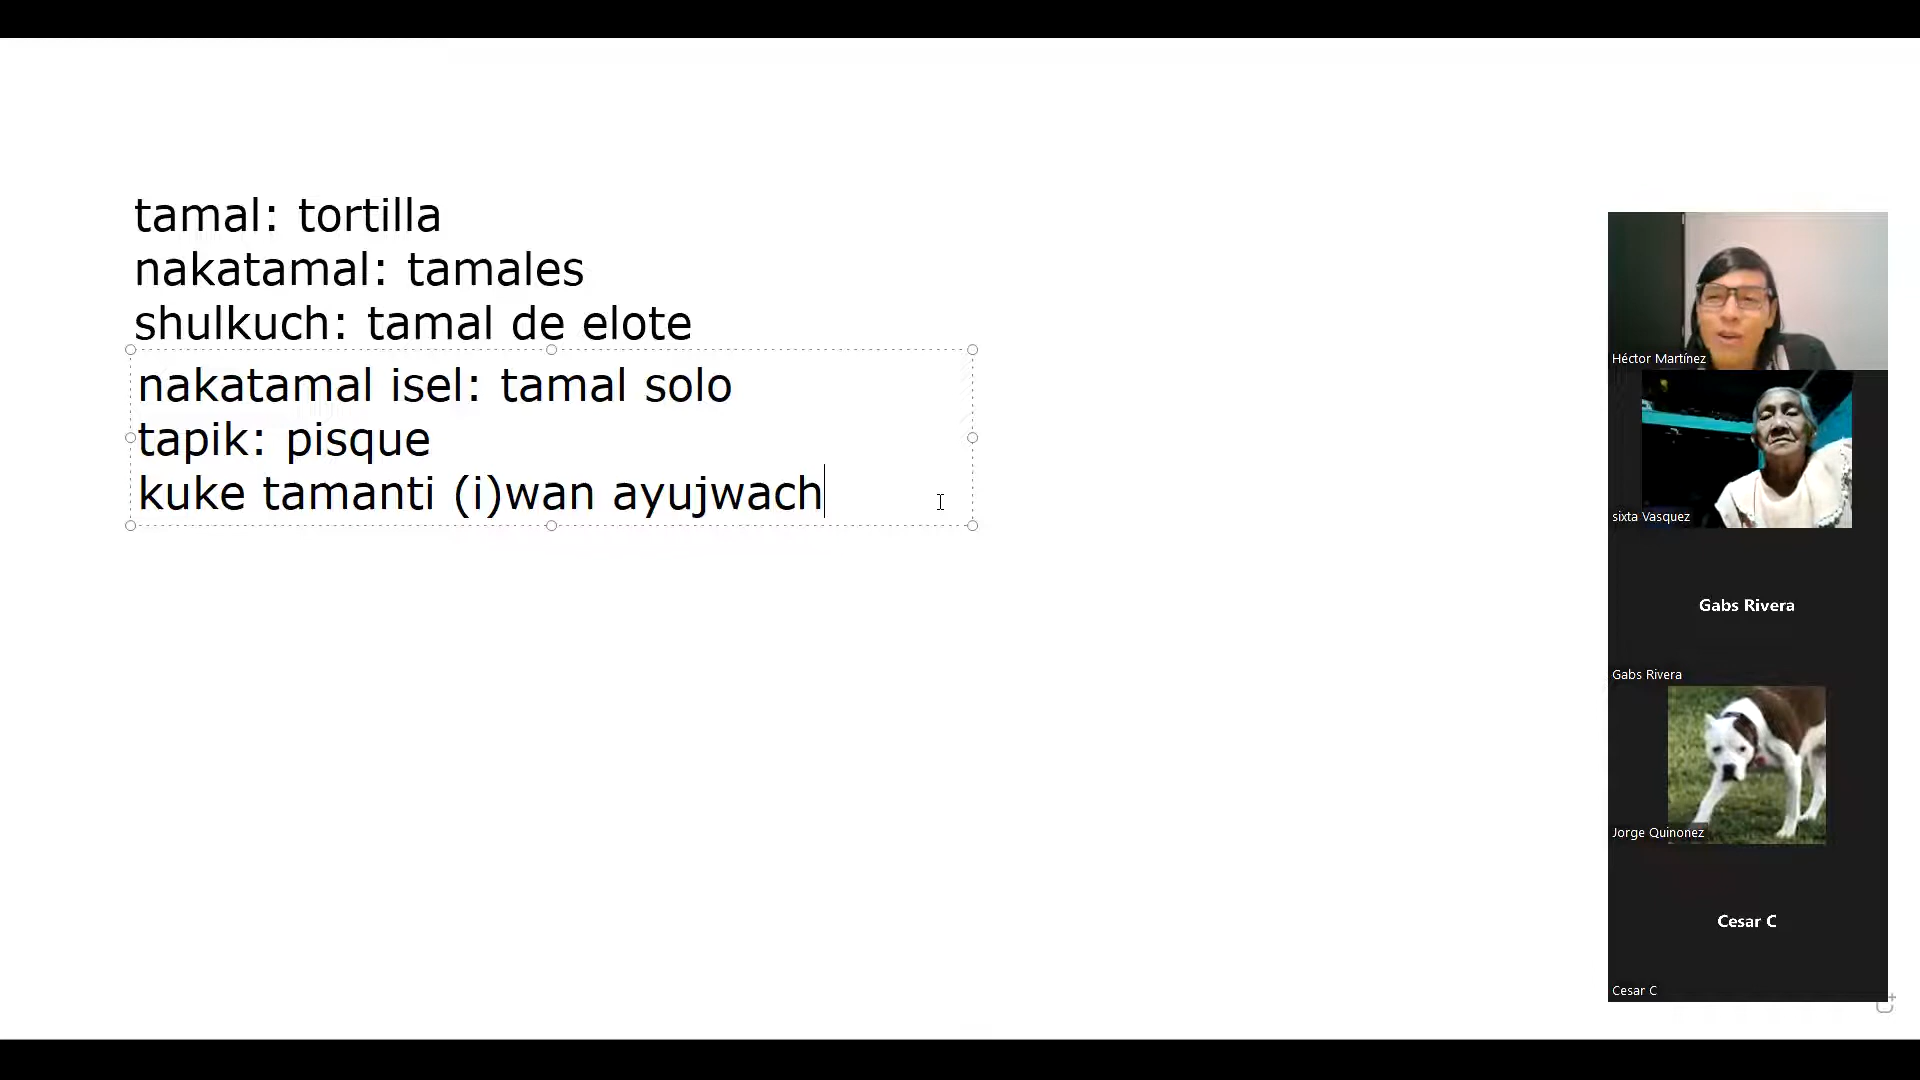 tamal: tortilla
nakatamal: tamales
shulkuch: tamal de elote
nakatamal isel: tamal solo
tapik: pisque
kuke tamanti (i)wan ayujwach
Héctor Martínez
sixta Vasquez
Gabs Rivera
Gabs Rivera
Jorge Quinonez
Cesar C
Cesar C